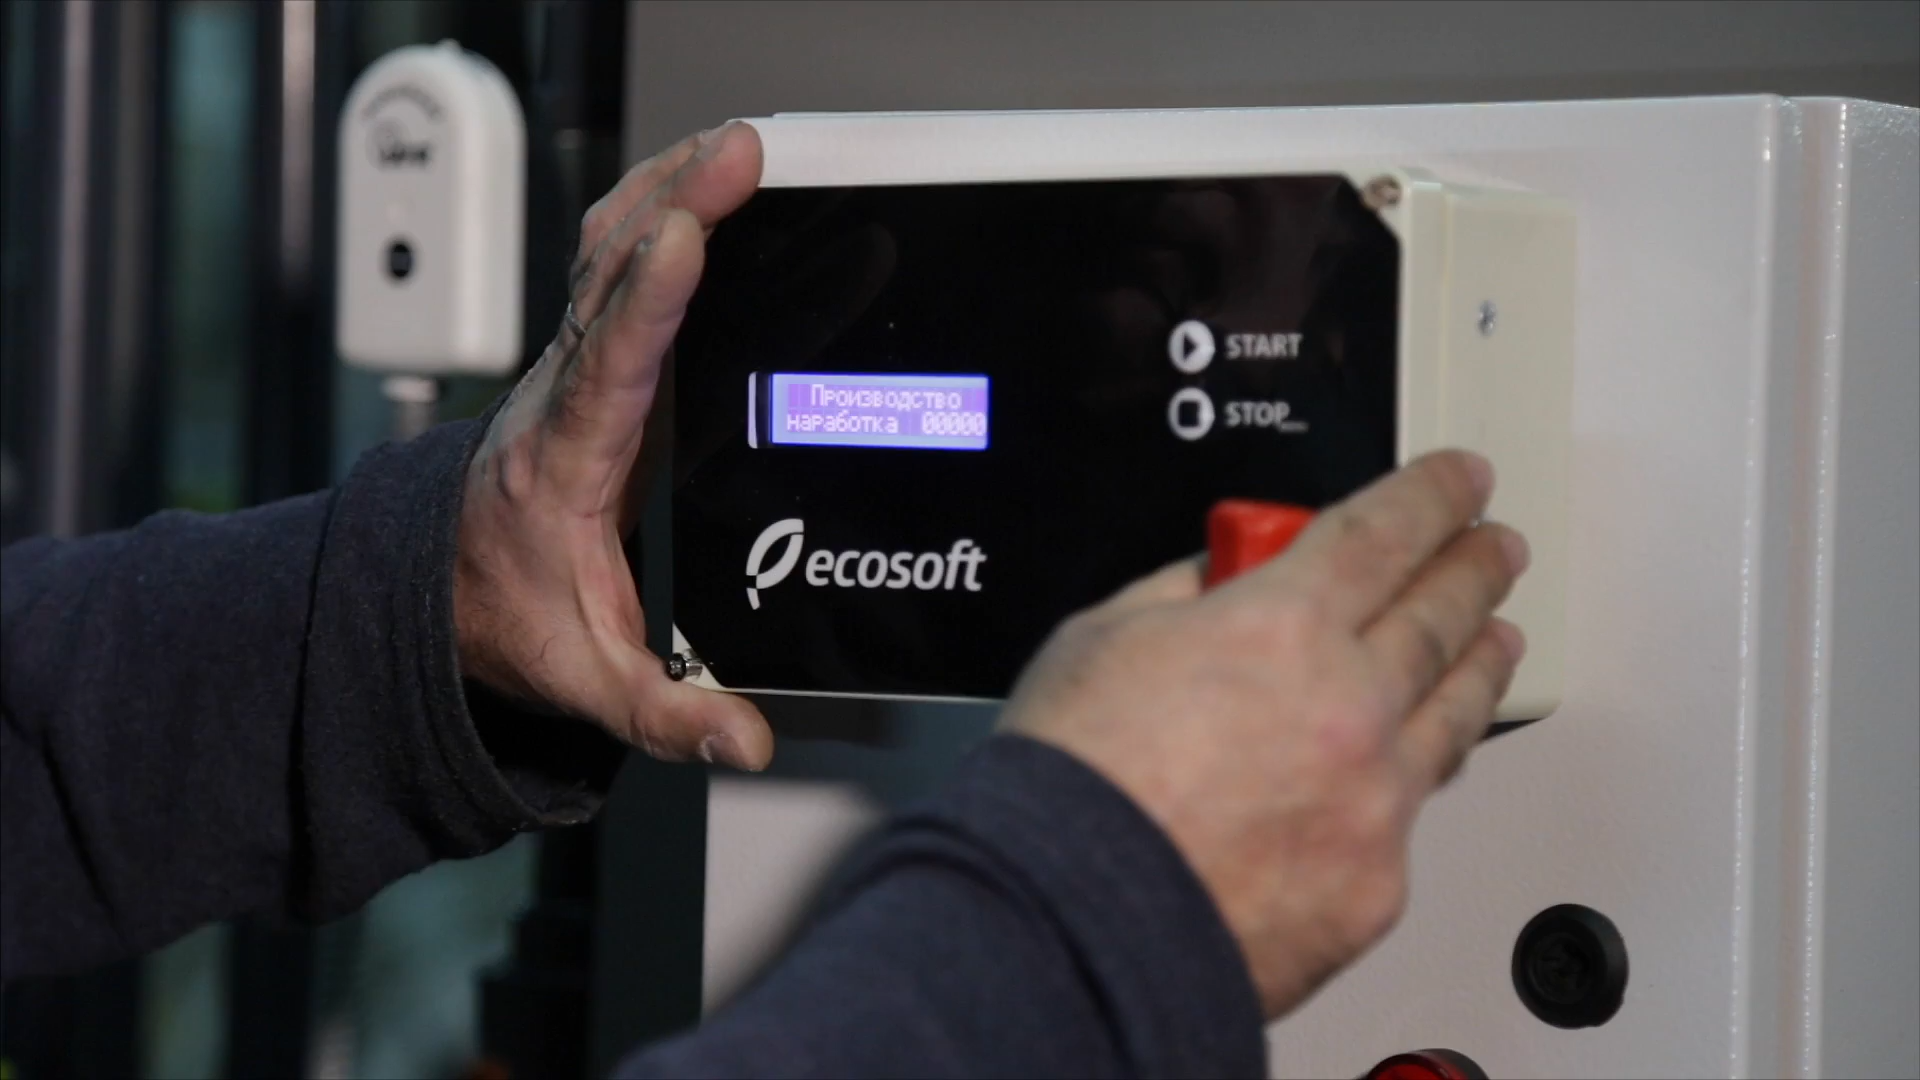 Производство
наработка 00000
START
STOP
ecosoft